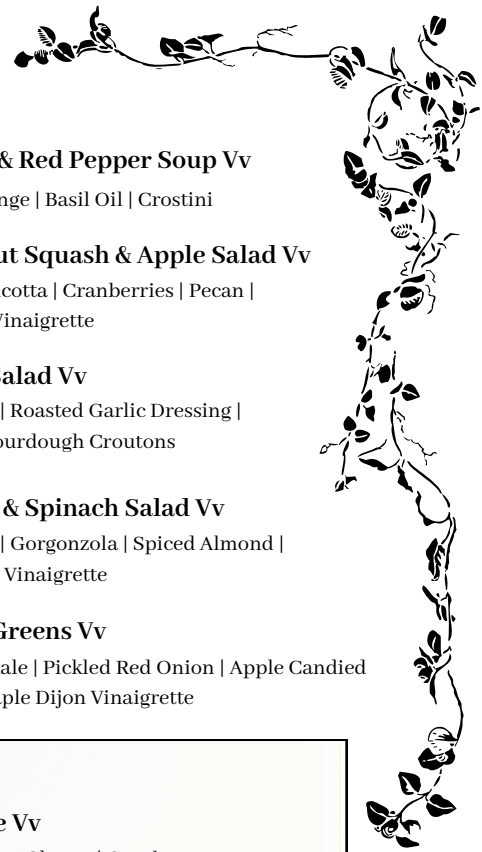 & Red Pepper Soup Vv
nge | Basil Oil | Crostini
ut Squash & Apple Salad Vv
icotta | Cranberries | Pecan |
Vinaigrette
Salad Vv
| Roasted Garlic Dressing |
ourdough Croutons
& Spinach Salad Vv
| Gorgonzola | Spiced Almond |
Vinaigrette
Greens Vv
ale | Pickled Red Onion | Apple Candied
aple Dijon Vinaigrette
e Vv